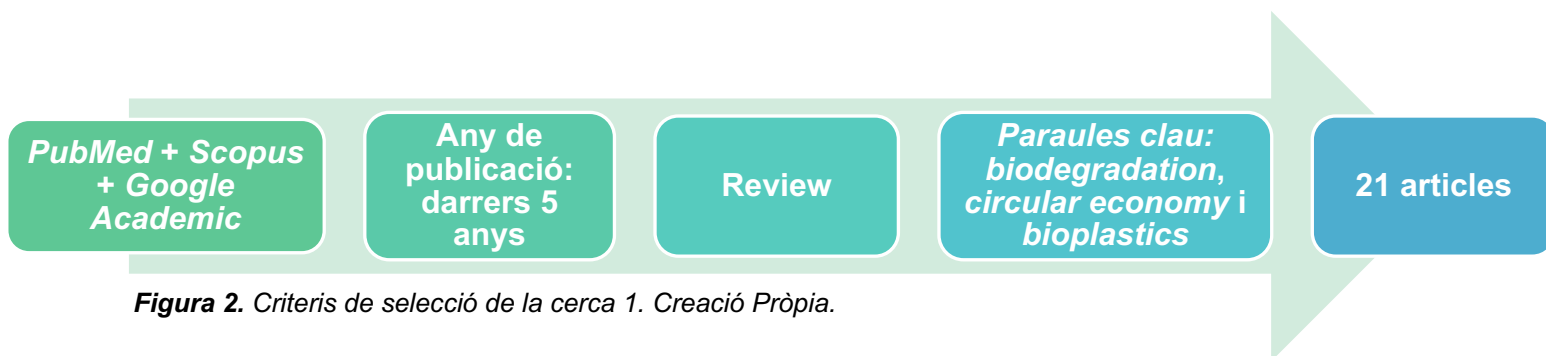 PubMed + Scopus
+ Google
Academic
Any de
publicació:
darrers 5
anys
Review
Paraules clau:
biodegradation,
circular economy i
bioplastics
21 articles
Figura 2. Criteris de selecció de la cerca 1. Creació Pròpia.